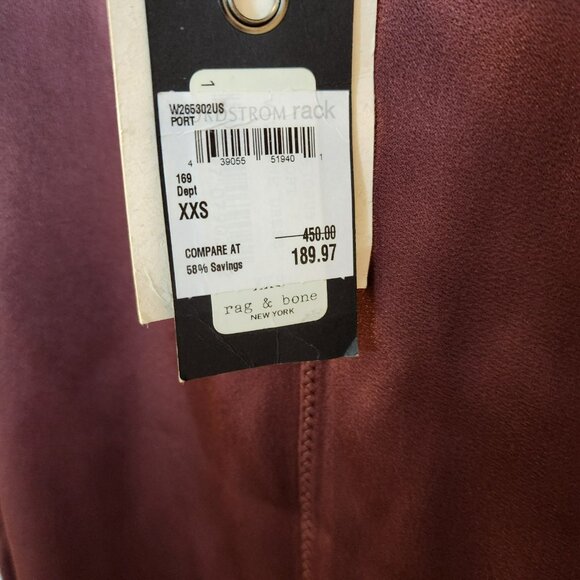 W265302US
PORT
RDSTROM rack
4 39055 51940 1
169
Dept
XXS
450.00
COMPARE AT 189.97
58% Savings
rag & bone
NEW YORK